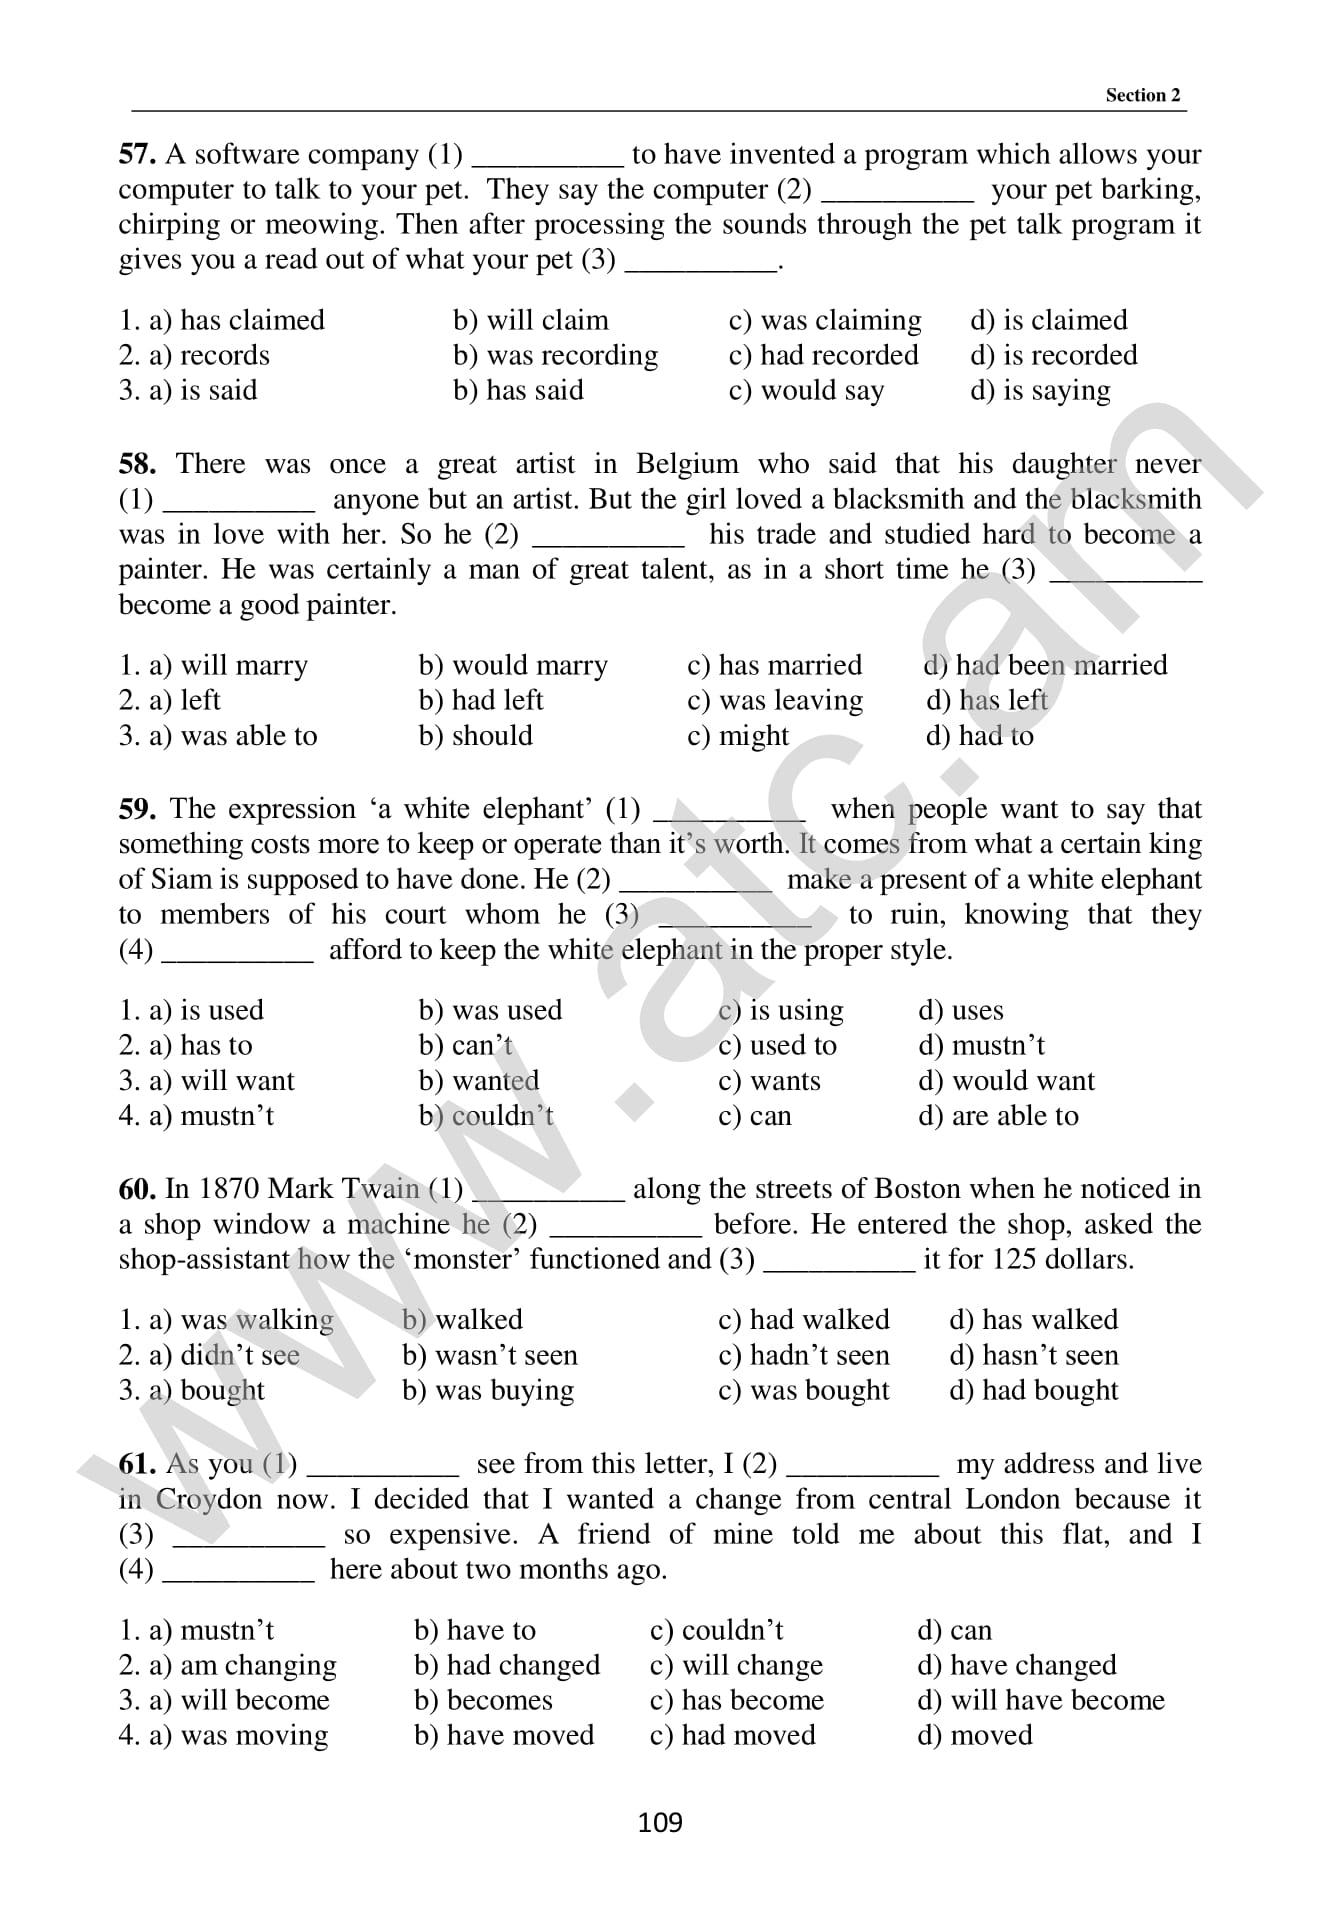 Section 2
57. A software company (1) __________ to have invented a program which allows your
computer to talk to your pet. They say the computer (2) __________ your pet barking,
chirping or meowing. Then after processing the sounds through the pet talk program it
gives you a read out of what your pet (3) __________.
1. a) has claimed b) will claim c) was claiming d) is claimed
2. a) records b) was recording c) had recorded d) is recorded
3. a) is said b) has said c) would say d) is saying
58. There was once a great artist in Belgium who said that his daughter never
(1) __________ anyone but an artist. But the girl loved a blacksmith and the blacksmith
was in love with her. So he (2) __________ his trade and studied hard to become a
painter. He was certainly a man of great talent, as in a short time he (3) __________
become a good painter.
1. a) will marry b) would marry c) has married d) had been married
2. a) left b) had left c) was leaving d) has left
3. a) was able to b) should c) might d) had to
59. The expression ‘a white elephant’ (1) __________ when people want to say that
something costs more to keep or operate than it’s worth. It comes from what a certain king
of Siam is supposed to have done. He (2) __________ make a present of a white elephant
to members of his court whom he (3) __________ to ruin, knowing that they
(4) __________ afford to keep the white elephant in the proper style.
1. a) is used b) was used c) is using d) uses
2. a) has to b) can’t c) used to d) mustn’t
3. a) will want b) wanted c) wants d) would want
4. a) mustn’t b) couldn’t c) can d) are able to
60. In 1870 Mark Twain (1) __________ along the streets of Boston when he noticed in
a shop window a machine he (2) __________ before. He entered the shop, asked the
shop-assistant how the ‘monster’ functioned and (3) __________ it for 125 dollars.
1. a) was walking b) walked c) had walked d) has walked
2. a) didn’t see b) wasn’t seen c) hadn’t seen d) hasn’t seen
3. a) bought b) was buying c) was bought d) had bought
61. As you (1) __________ see from this letter, I (2) __________ my address and live
in Croydon now. I decided that I wanted a change from central London because it
(3) __________ so expensive. A friend of mine told me about this flat, and I
(4) __________ here about two months ago.
1. a) mustn’t b) have to c) couldn’t d) can
2. a) am changing b) had changed c) will change d) have changed
3. a) will become b) becomes c) has become d) will have become
4. a) was moving b) have moved c) had moved d) moved
109
www.atc.am